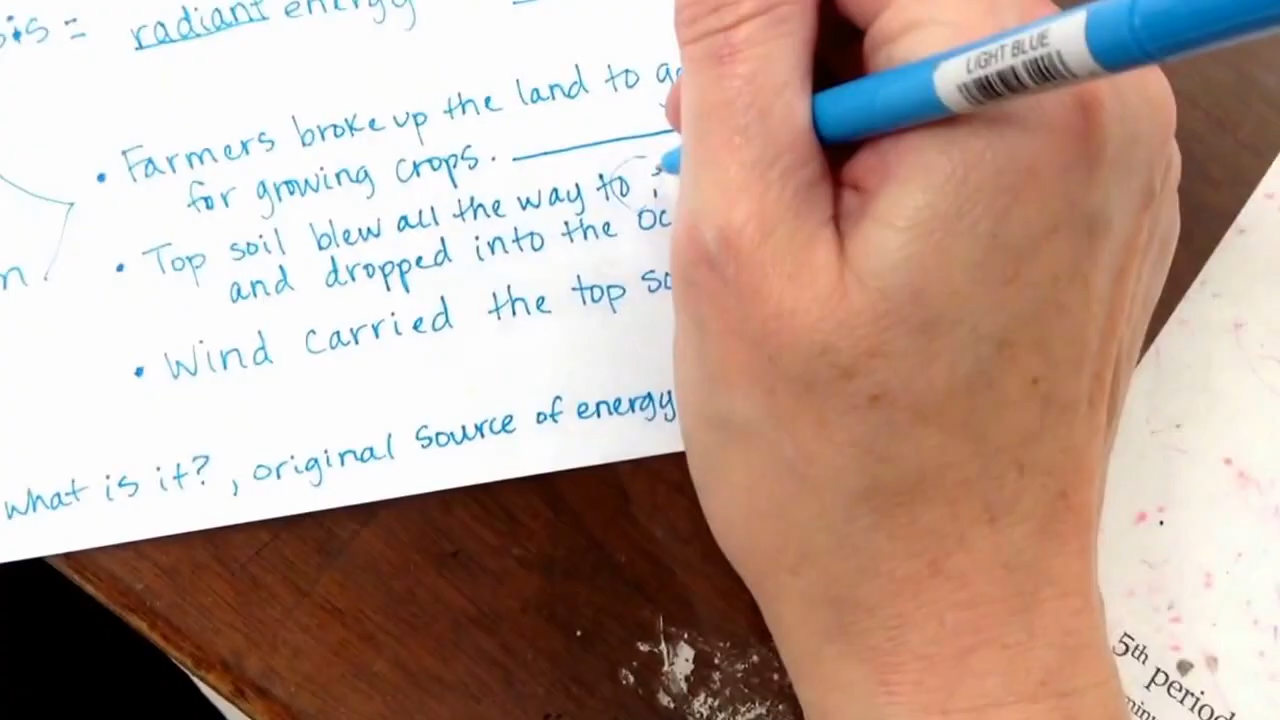 = radiant energy
• Farmers broke up the land to
for growing crops.
• Top soil blew all the way to
and dropped into the
• Wind carried the top
what is it?, original source of energy
LIGHT BLUE
5th period